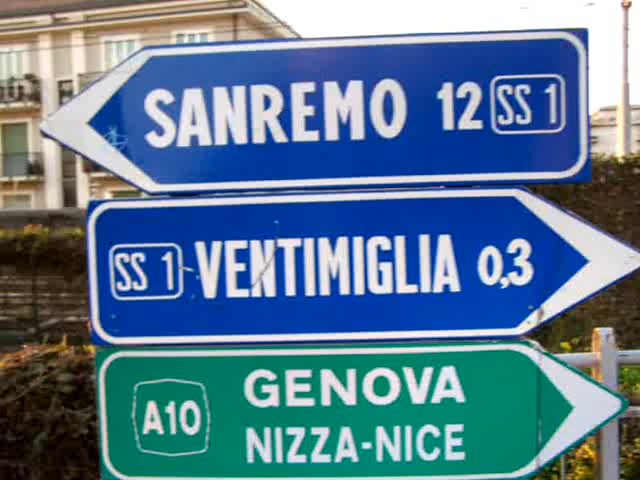 SANREMO 12 SS 1
SS 1 VENTIMIGLIA 0,3
A10 GENOVA
NIZZA-NICE